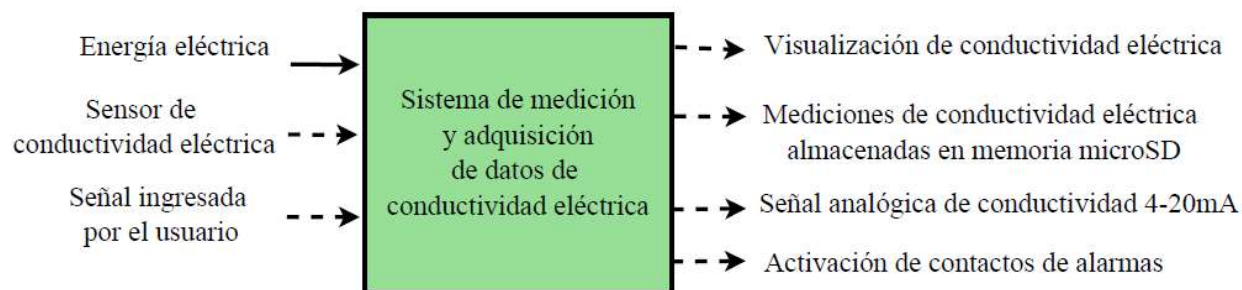 Energía eléctrica
Sensor de
conductividad eléctrica
Señal ingresada
por el usuario
Sistema de medición
y adquisición
de datos de
conductividad eléctrica
Visualización de conductividad eléctrica
Mediciones de conductividad eléctrica
almacenadas en memoria microSD
Señal analógica de conductividad 4-20mA
Activación de contactos de alarmas